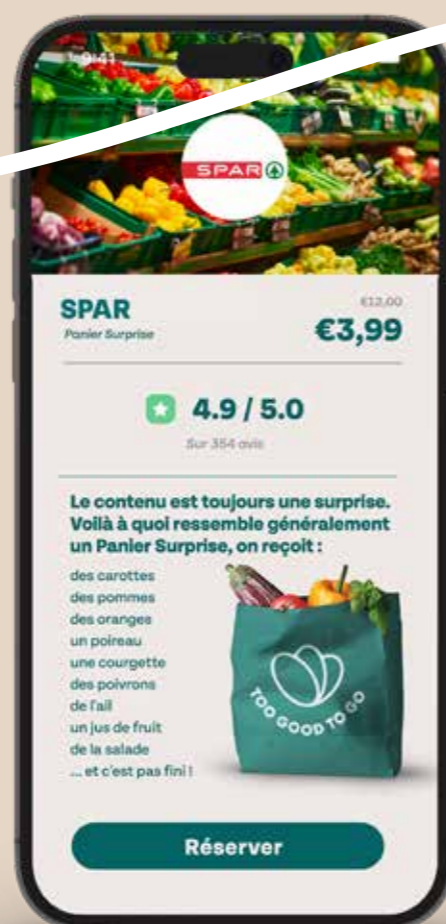 9:41
SPAR
SPAR
Panier Surprise
€12,00
€3,99
4.9 / 5.0
Sur 354 avis
Le contenu est toujours une surprise.
Voilà à quoi ressemble généralement
un Panier Surprise, on reçoit :
des carottes
des pommes
des oranges
un poireau
une courgette
des poivrons
de l'ail
un jus de fruit
de la salade
... et c'est pas fini !
TOO GOOD TO GO
Réserver